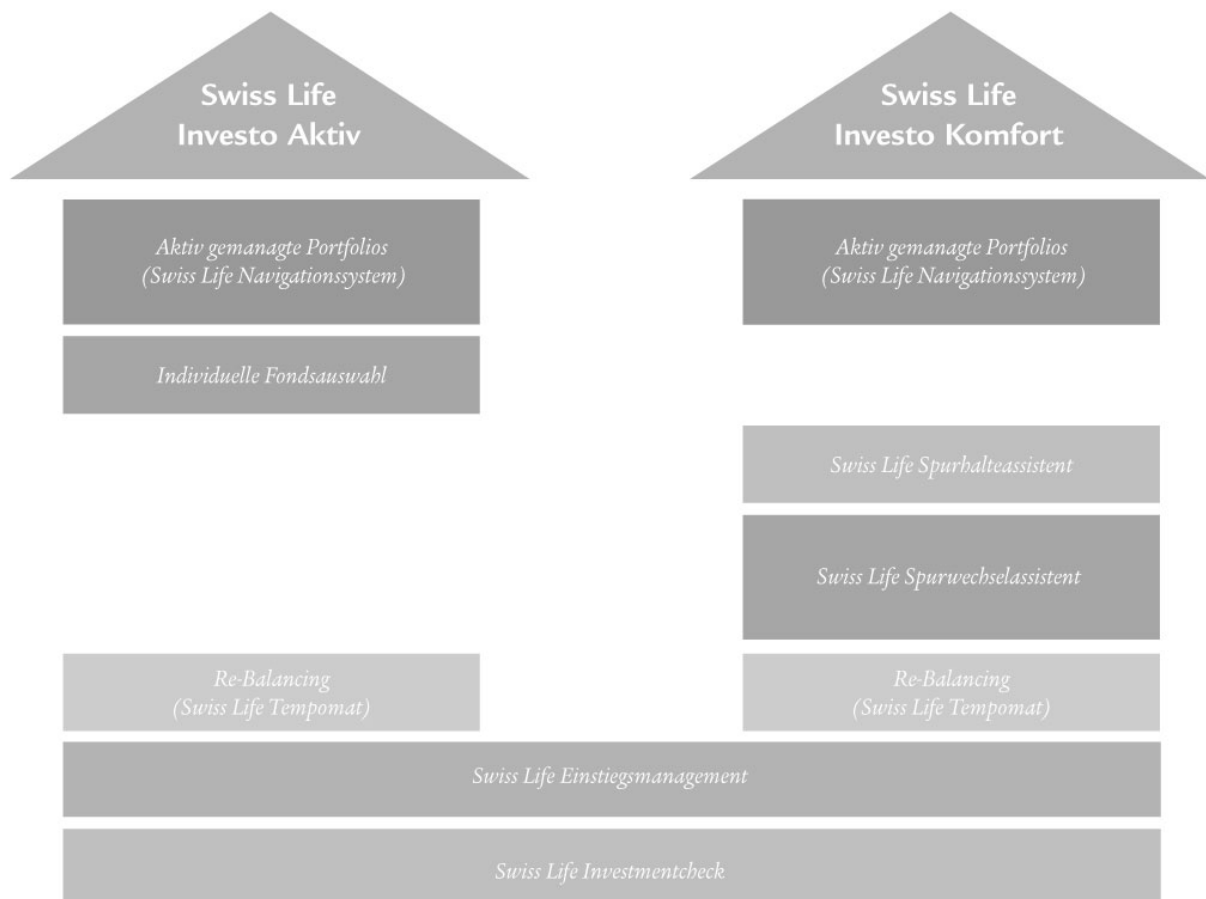 Swiss Life
Investo Aktiv
Aktiv gemanagte Portfolios
(Swiss Life Navigationssystem)
Individuelle Fondsauswahl
Re-Balancing
(Swiss Life Tempomat)
Swiss Life
Investo Komfort
Aktiv gemanagte Portfolios
(Swiss Life Navigationssystem)
Swiss Life Spurhalteassistent
Swiss Life Spurwechselassistent
Re-Balancing
(Swiss Life Tempomat)
Swiss Life Einstiegsmanagement
Swiss Life Investmentcheck